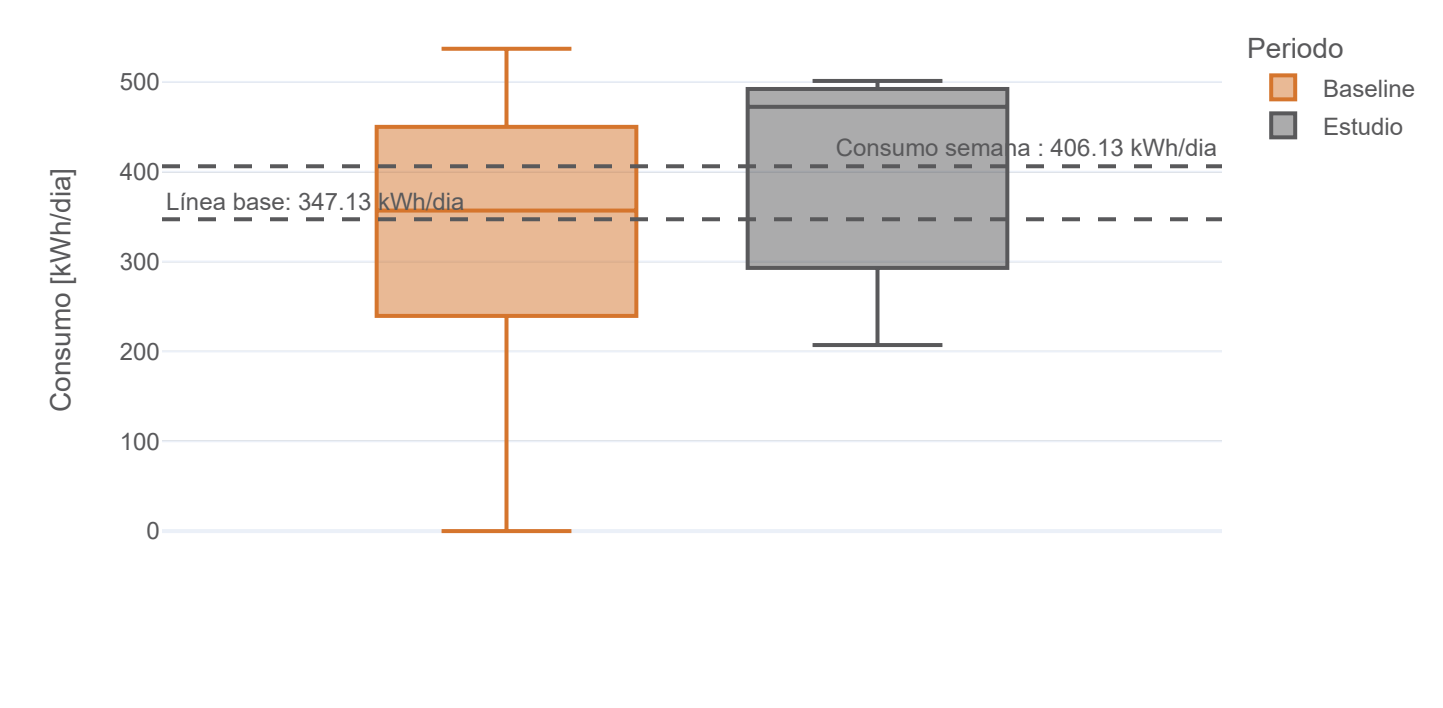 Periodo
Baseline
Estudio
Consumo [kWh/dia]
500
400
300
200
100
0
Consumo semana : 406.13 kWh/dia
Línea base: 347.13 kWh/dia